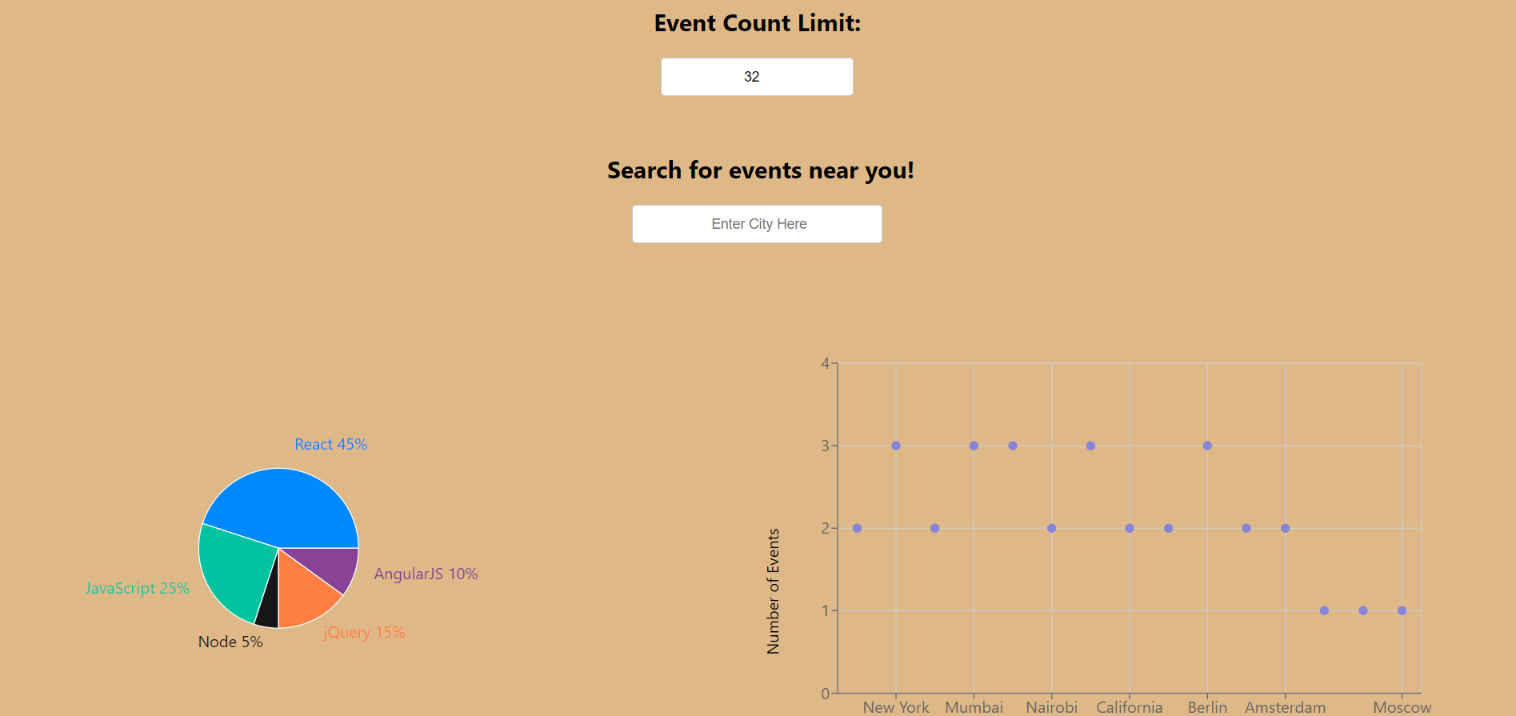 Event Count Limit:
32
Search for events near you!
Enter City Here
React 45%
JavaScript 25%
Node 5%
jQuery 15%
AngularJS 10%
Number of Events
4
3
2
1
0
New York Mumbai Nairobi California Berlin Amsterdam Moscow